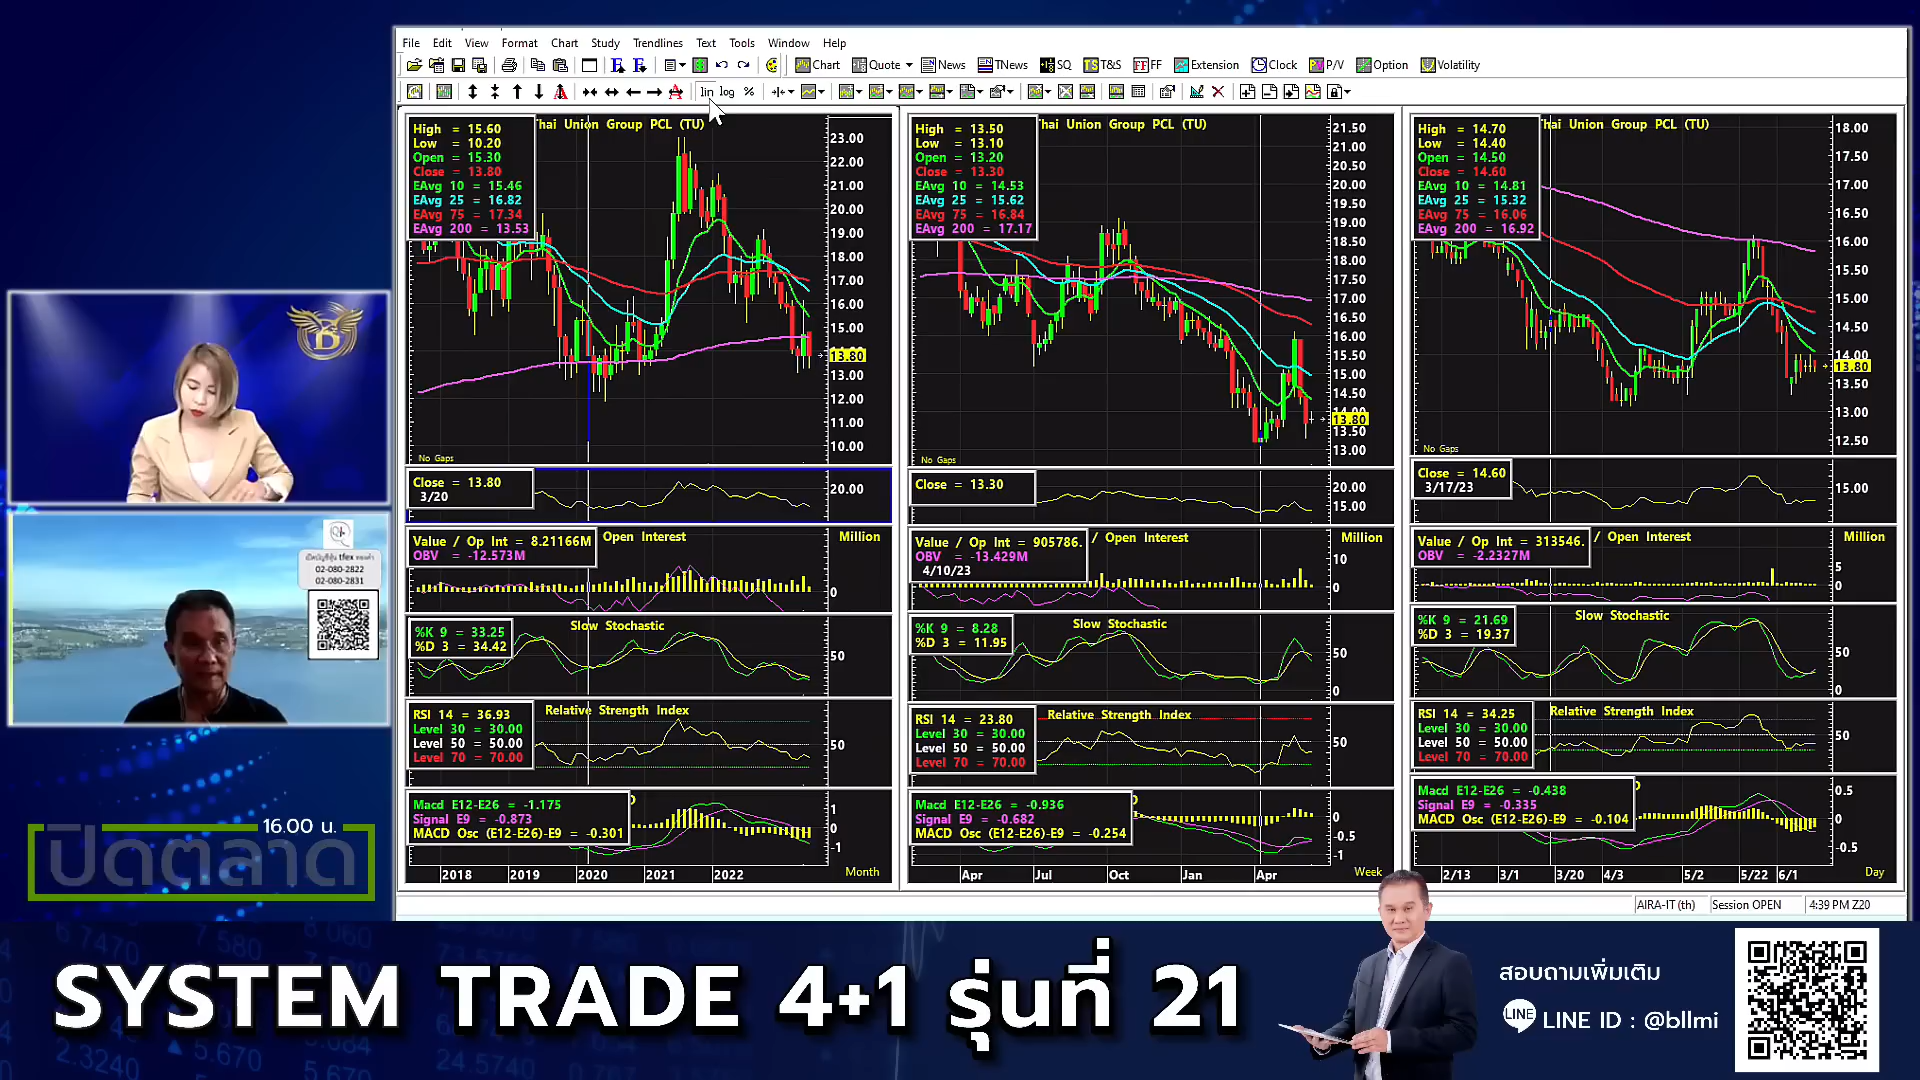 File Edit View Format Chart Study Trendlines Text Tools Window Help
Chart Quote News TNews SQ T&S FF Extension Clock P/V Option Volatility
lin log %
High = 15.60
Low = 10.20
Open = 15.30
Close = 13.80
EAvg 10 = 15.46
EAvg 25 = 16.82
EAvg 75 = 17.34
EAvg 200 = 13.53
hai Union Group PCL (TU)
23.00
22.00
21.00
20.00
19.00
18.00
17.00
16.00
15.00
13.80
13.00
12.00
11.00
10.00
No Gaps
Close = 13.80
3/20
20.00
Value / Op Int = 8.21166M
OBV = -12.573M
Open Interest
Million
0
%K 9 = 33.25
%D 3 = 34.42
Slow Stochastic
50
RSI 14 = 36.93
Level 30 = 30.00
Level 50 = 50.00
Level 70 = 70.00
Relative Strength Index
50
Macd E12-E26 = -1.175
Signal E9 = -0.873
MACD Osc (E12-E26)-E9 = -0.301
1
0
-1
2018 2019 2020 2021 2022
Month
High = 13.50
Low = 13.10
Open = 13.20
Close = 13.30
EAvg 10 = 14.53
EAvg 25 = 15.62
EAvg 75 = 16.84
EAvg 200 = 17.17
hai Union Group PCL (TU)
21.50
21.00
20.50
20.00
19.50
19.00
18.50
18.00
17.50
17.00
16.50
16.00
15.50
15.00
14.50
14.00
13.80
13.50
13.00
No Gaps
Close = 13.30
20.00
15.00
Value / Op Int = 905786.
OBV = -13.429M
4/10/23
/ Open Interest
Million
10
0
%K 9 = 8.28
%D 3 = 11.95
Slow Stochastic
50
0
RSI 14 = 23.80
Level 30 = 30.00
Level 50 = 50.00
Level 70 = 70.00
Relative Strength Index
50
Macd E12-E26 = -0.936
Signal E9 = -0.682
MACD Osc (E12-E26)-E9 = -0.254
0
-0.5
-1
Apr Jul Oct Jan Apr
Week
High = 14.70
Low = 14.40
Open = 14.50
Close = 14.60
EAvg 10 = 14.81
EAvg 25 = 15.32
EAvg 75 = 16.06
EAvg 200 = 16.92
hai Union Group PCL (TU)
18.00
17.50
17.00
16.50
16.00
15.50
15.00
14.50
14.00
13.80
13.50
13.00
12.50
No Gaps
Close = 14.60
3/17/23
15.00
Value / Op Int = 313546.
OBV = -2.2327M
/ Open Interest
Million
5
0
%K 9 = 21.69
%D 3 = 19.37
Slow Stochastic
50
0
RSI 14 = 34.25
Level 30 = 30.00
Level 50 = 50.00
Level 70 = 70.00
Relative Strength Index
50
Macd E12-E26 = -0.438
Signal E9 = -0.335
MACD Osc (E12-E26)-E9 = -0.104
0.5
0
-0.5
2/13 3/1 3/20 4/3 5/2 5/22 6/1
Day
AIRA-IT (th) Session OPEN 4:39 PM Z20
เปิดบัญชีหุ้น tfex ทองคำ
02-080-2822
02-080-2831
16.00 น.
ปิดตลาด
SYSTEM TRADE 4+1 รุ่นที่ 21
สอบถามเพิ่มเติม
LINE ID : @bllmi